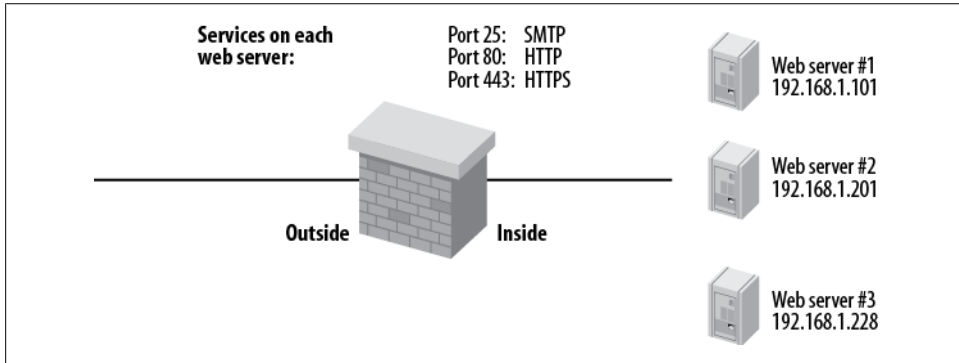 Services on each
web server:
Port 25: SMTP
Port 80: HTTP
Port 443: HTTPS
Web server #1
192.168.1.101
Web server #2
192.168.1.201
Outside
Inside
Web server #3
192.168.1.228